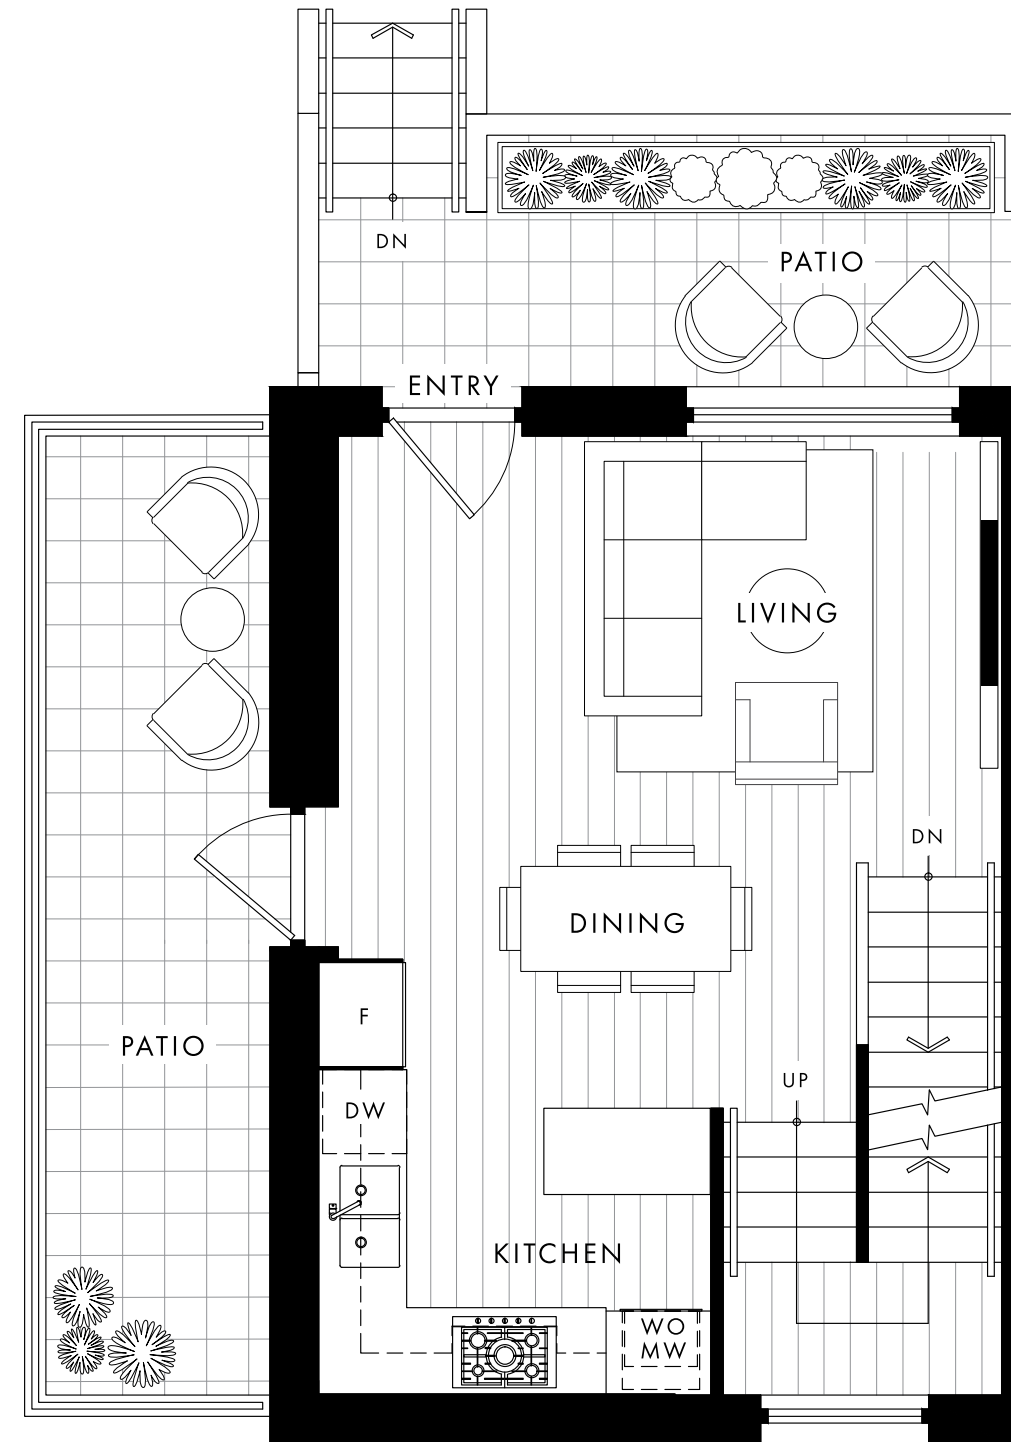 DN
PATIO
ENTRY
LIVING
DN
DINING
F
PATIO
UP
DW
KITCHEN
WO
MW